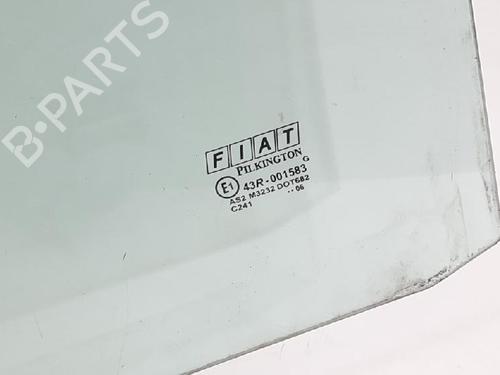 B-PARTS
FIAT
PILKINGTON
G
E1 43R-001583
AS2 M3232 DOT682
C241 ..06